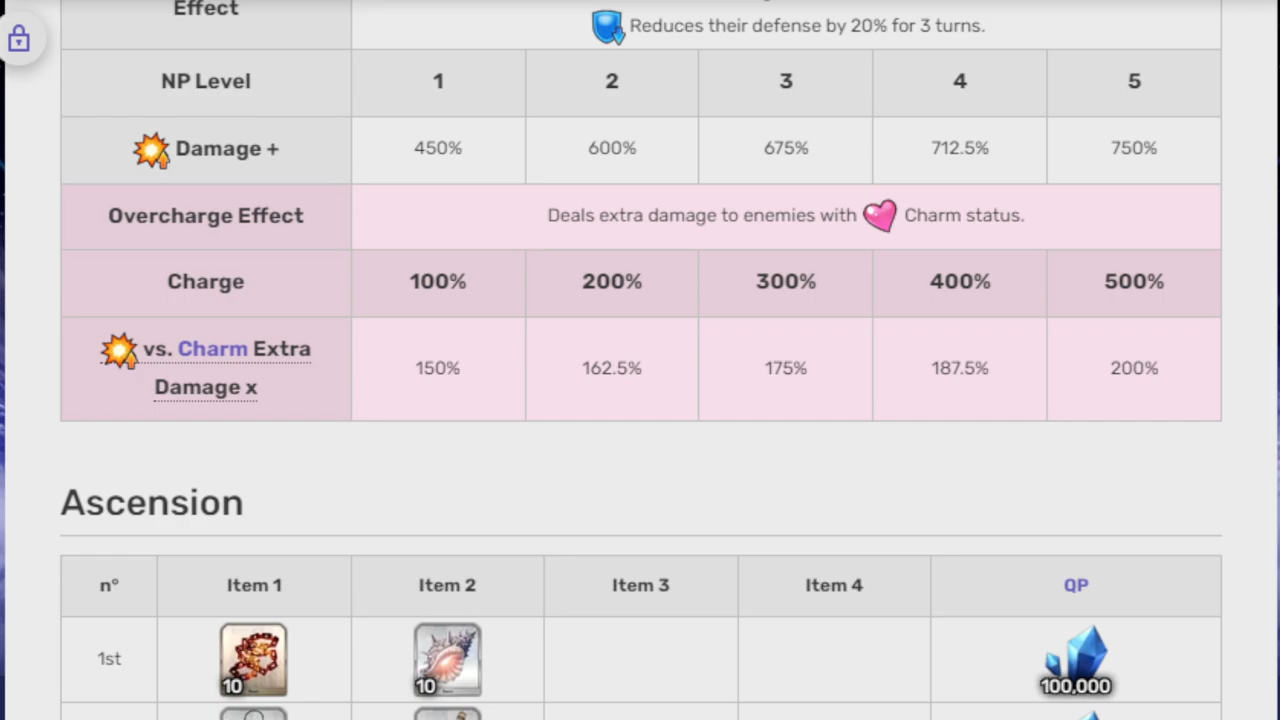 Effect
Reduces their defense by 20% for 3 turns.
NP Level 1 2 3 4 5
Damage + 450% 600% 675% 712.5% 750%
Overcharge Effect Deals extra damage to enemies with Charm status.
Charge 100% 200% 300% 400% 500%
vs. Charm Extra
Damage x 150% 162.5% 175% 187.5% 200%
Ascension
n° Item 1 Item 2 Item 3 Item 4 QP
1st 10 10 100,000